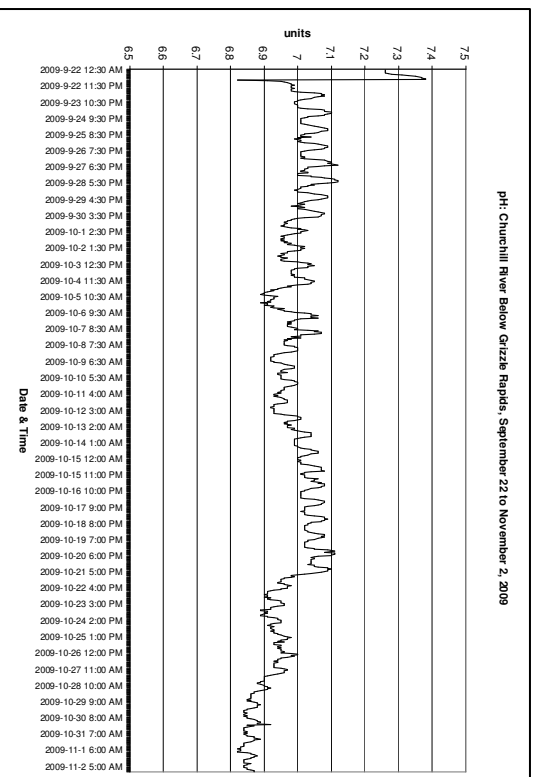 pH: Churchill River Below Grizzle Rapids, September 22 to November 2, 2009
units
6.5
6.6
6.7
6.8
6.9
7
7.1
7.2
7.3
7.4
7.5
2009-9-22 12:30 AM
2009-9-22 11:30 PM
2009-9-23 10:30 PM
2009-9-24 9:30 PM
2009-9-25 8:30 PM
2009-9-26 7:30 PM
2009-9-27 6:30 PM
2009-9-28 5:30 PM
2009-9-29 4:30 PM
2009-9-30 3:30 PM
2009-10-1 2:30 PM
2009-10-2 1:30 PM
2009-10-3 12:30 PM
2009-10-4 11:30 AM
2009-10-5 10:30 AM
2009-10-6 9:30 AM
2009-10-7 8:30 AM
2009-10-8 7:30 AM
2009-10-9 6:30 AM
2009-10-10 5:30 AM
2009-10-11 4:00 AM
2009-10-12 3:00 AM
2009-10-13 2:00 AM
2009-10-14 1:00 AM
2009-10-15 12:00 AM
2009-10-15 11:00 PM
2009-10-16 10:00 PM
2009-10-17 9:00 PM
2009-10-18 8:00 PM
2009-10-19 7:00 PM
2009-10-20 6:00 PM
2009-10-21 5:00 PM
2009-10-22 4:00 PM
2009-10-23 3:00 PM
2009-10-24 2:00 PM
2009-10-25 1:00 PM
2009-10-26 12:00 PM
2009-10-27 11:00 AM
2009-10-28 10:00 AM
2009-10-29 9:00 AM
2009-10-30 8:00 AM
2009-10-31 7:00 AM
2009-11-1 6:00 AM
2009-11-2 5:00 AM
Date & Time